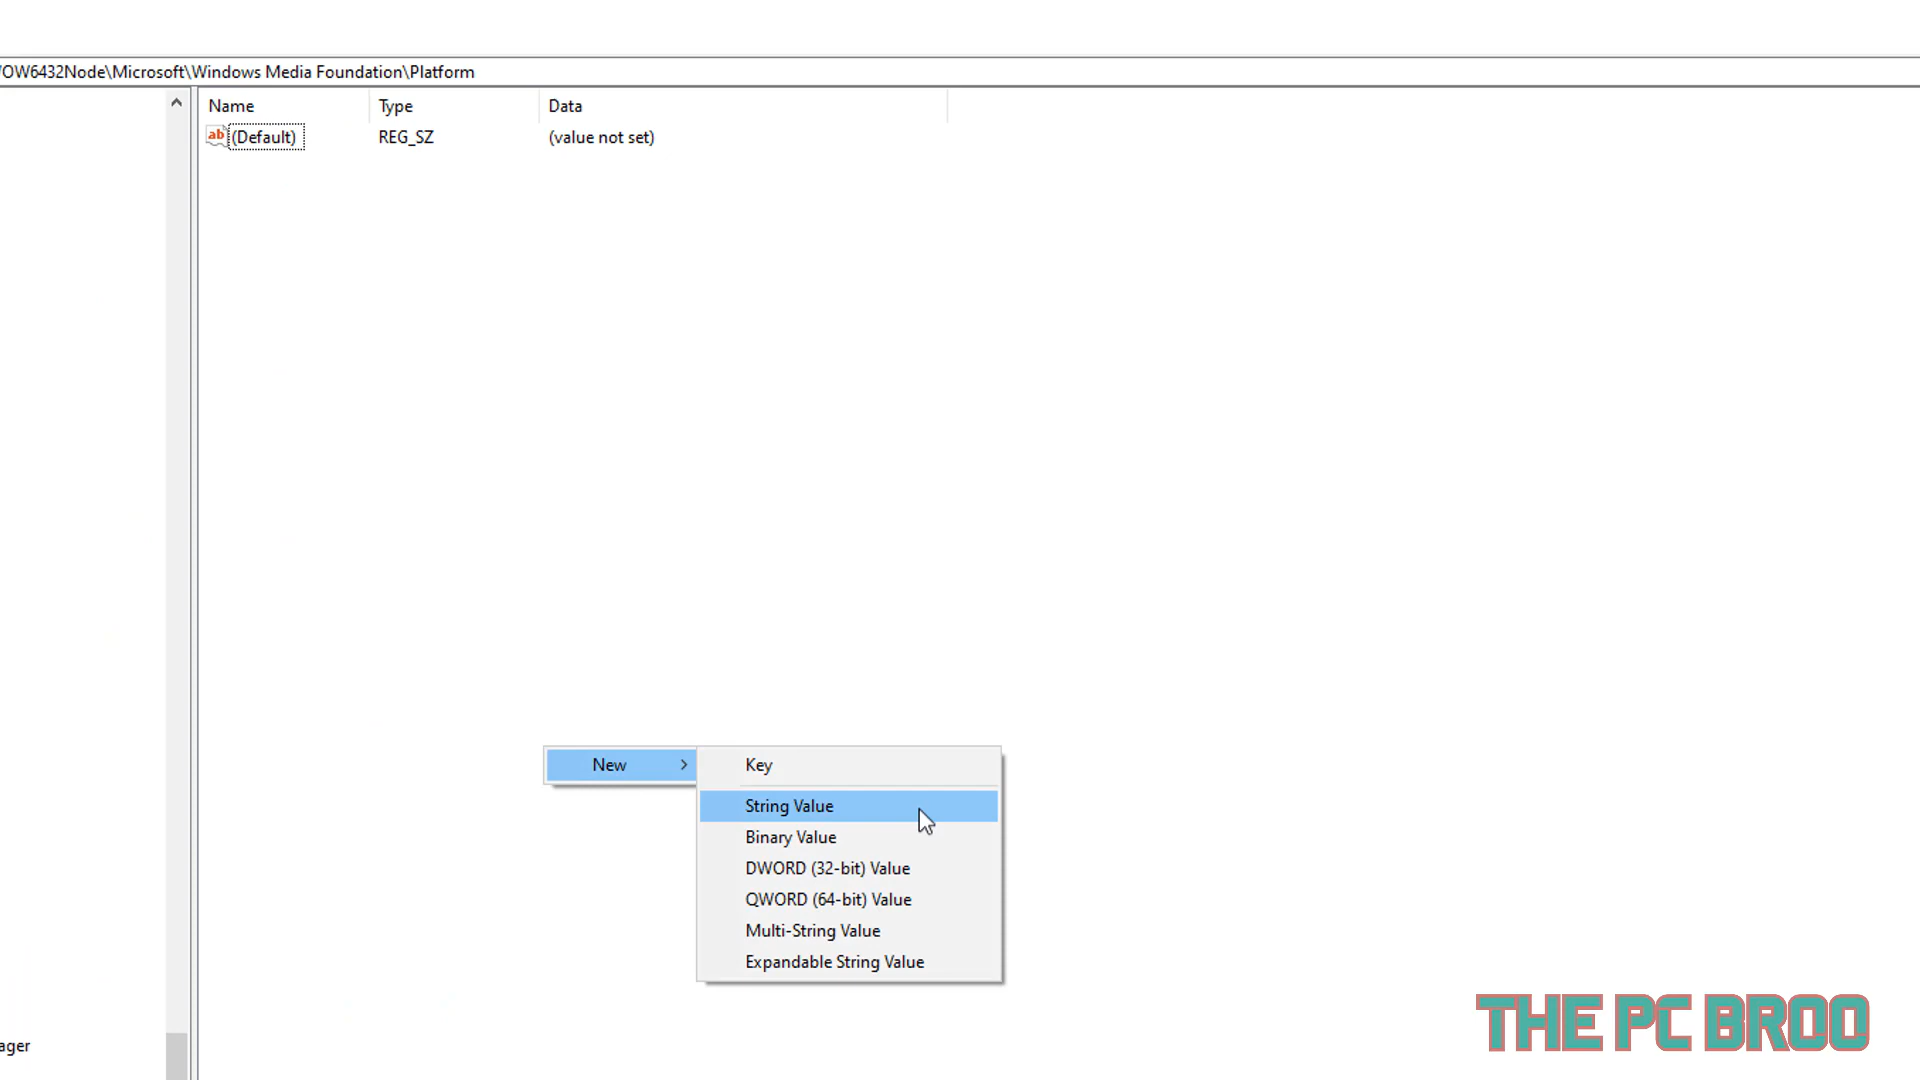 OW6432Node\Microsoft\Windows Media Foundation\Platform
Name Type Data
ab (Default) REG_SZ (value not set)
New > Key
String Value
Binary Value
DWORD (32-bit) Value
QWORD (64-bit) Value
Multi-String Value
Expandable String Value
ager
THE PC BROO